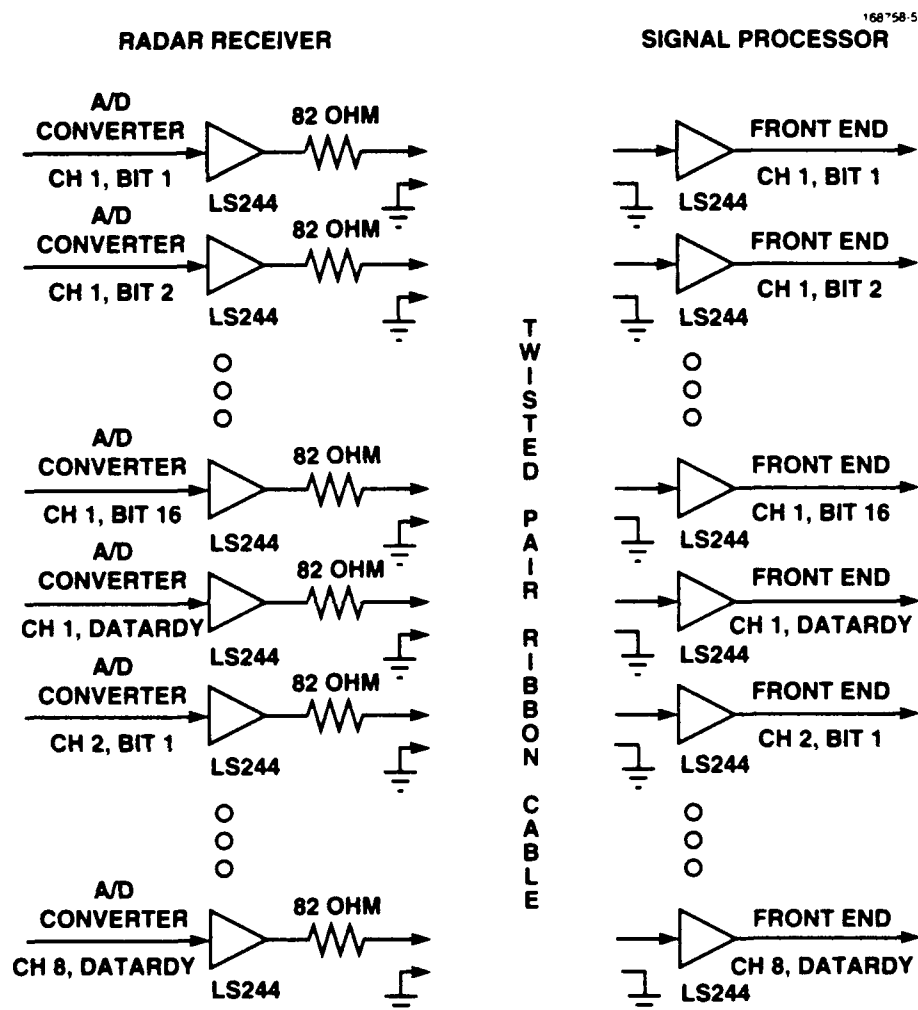 168758-5
RADAR RECEIVER
SIGNAL PROCESSOR
A/D
CONVERTER
CH 1, BIT 1
82 OHM
LS244
FRONT END
CH 1, BIT 1
LS244
A/D
CONVERTER
CH 1, BIT 2
82 OHM
LS244
FRONT END
CH 1, BIT 2
LS244
TWISTED PAIR RIBBON CABLE
A/D
CONVERTER
CH 1, BIT 16
82 OHM
LS244
FRONT END
CH 1, BIT 16
LS244
A/D
CONVERTER
CH 1, DATARDY
82 OHM
LS244
FRONT END
CH 1, DATARDY
LS244
A/D
CONVERTER
CH 2, BIT 1
82 OHM
LS244
FRONT END
CH 2, BIT 1
LS244
A/D
CONVERTER
CH 8, DATARDY
82 OHM
LS244
FRONT END
CH 8, DATARDY
LS244